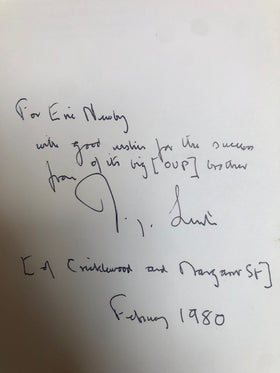 For Eric Newby
with good wishes for the success
of its big [OUP] brother
from
[of Cricklewood and Margaret St]
February 1980